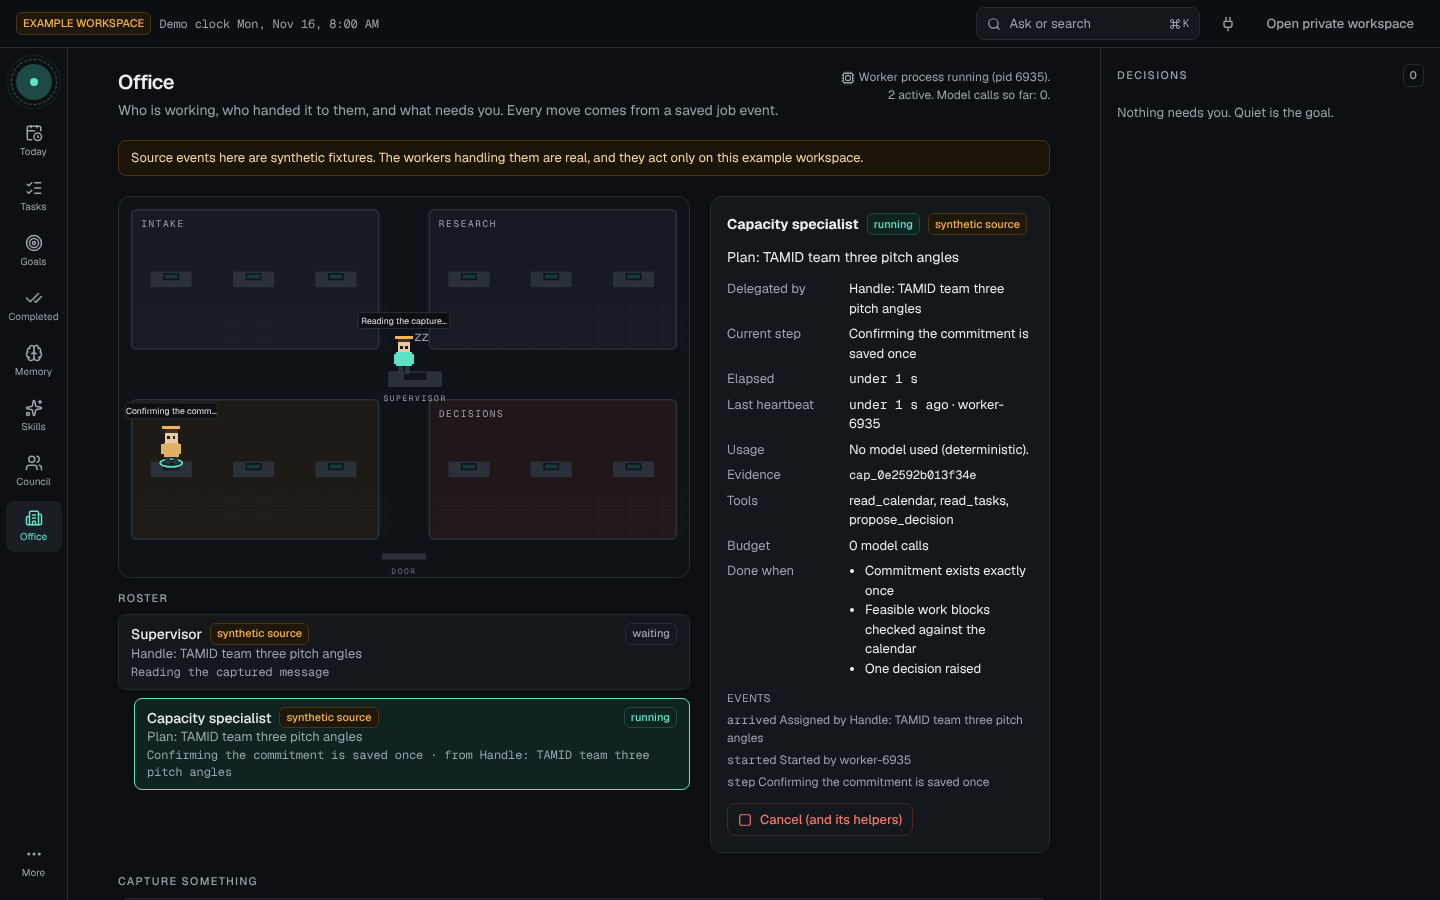 EXAMPLE WORKSPACE
Demo clock Mon, Nov 16, 8:00 AM
Ask or search
⌘K
Open private workspace
Today
Tasks
Goals
Completed
Memory
Skills
Council
Office
More
Office
Who is working, who handed it to them, and what needs you. Every move comes from a saved job event.
Worker process running (pid 6935).
2 active. Model calls so far: 0.
Source events here are synthetic fixtures. The workers handling them are real, and they act only on this example workspace.
INTAKE
RESEARCH
Reading the capture…
ZZ
SUPERVISOR
Confirming the comm…
DECISIONS
DOOR
ROSTER
Supervisor
synthetic source
waiting
Handle: TAMID team three pitch angles
Reading the captured message
Capacity specialist
synthetic source
running
Plan: TAMID team three pitch angles
Confirming the commitment is saved once · from Handle: TAMID team three
pitch angles
Capacity specialist
running
synthetic source
Plan: TAMID team three pitch angles
Delegated by
Handle: TAMID team three
pitch angles
Current step
Confirming the commitment is
saved once
Elapsed
under 1 s
Last heartbeat
under 1 s ago · worker-
6935
Usage
No model used (deterministic).
Evidence
cap_0e2592b013f34e
Tools
read_calendar, read_tasks,
propose_decision
Budget
0 model calls
Done when
• Commitment exists exactly
once
• Feasible work blocks
checked against the
calendar
• One decision raised
EVENTS
arrived Assigned by Handle: TAMID team three pitch
angles
started Started by worker-6935
step Confirming the commitment is saved once
Cancel (and its helpers)
CAPTURE SOMETHING
DECISIONS
0
Nothing needs you. Quiet is the goal.